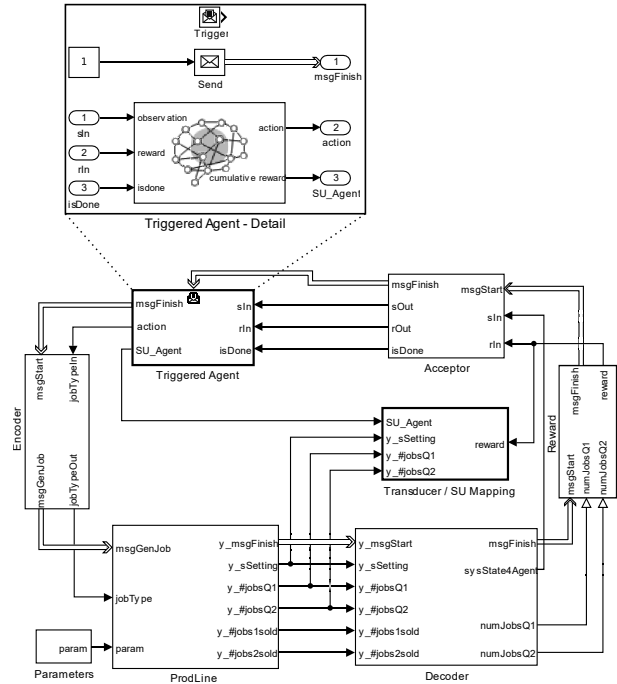 Trigger
1
Send
1
msgFinish
1
sIn
2
rIn
3
isDone
observation
reward
isdone
action
cumulative reward
2
action
3
SU_Agent
Triggered Agent - Detail
msgFinish
action
SU_Agent
sIn
rIn
isDone
Triggered Agent
msgFinish
sOut
rOut
isDone
msgStart
sIn
rIn
Acceptor
Encoder
msgStart
jobTypeIn
msgGenJob
jobTypeOut
SU_Agent
y_sSetting
y_#jobsQ1
y_#jobsQ2
reward
Transducer / SU Mapping
Reward
msgFinish
reward
msgStart
numJobsQ1
numJobsQ2
msgGenJob
jobType
param
y_msgFinish
y_sSetting
y_#jobsQ1
y_#jobsQ2
y_#jobs1sold
y_#jobs2sold
ProdLine
param
Parameters
y_msgStart
y_sSetting
y_#jobsQ1
y_#jobsQ2
y_#jobs1sold
y_#jobs2sold
msgFinish
sysState4Agent
numJobsQ1
numJobsQ2
Decoder